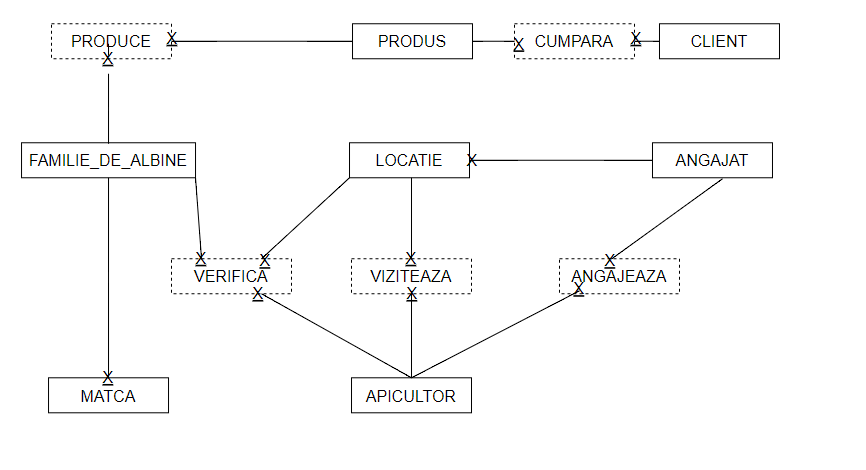 PRODUCE X PRODUS X CUMPARA X CLIENT
X
FAMILIE_DE_ALBINE LOCATIE X ANGAJAT
X X X X
VERIFICA VIZITEAZA ANGAJEAZA
X X X
X
MATCA APICULTOR